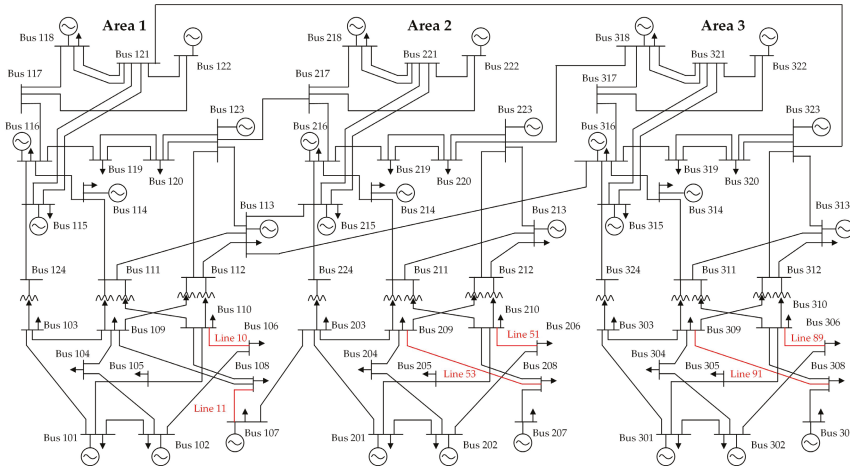 Area 1
Area 2
Area 3
Bus 118
Bus 121
Bus 122
Bus 117
Bus 123
Bus 116
Bus 119
Bus 120
Bus 114
Bus 115
Bus 113
Bus 124
Bus 111
Bus 112
Bus 110
Bus 103
Bus 109
Line 10
Bus 106
Bus 104
Bus 105
Bus 108
Line 11
Bus 101
Bus 102
Bus 107
Bus 218
Bus 221
Bus 222
Bus 217
Bus 223
Bus 216
Bus 219
Bus 220
Bus 214
Bus 215
Bus 213
Bus 224
Bus 211
Bus 212
Bus 210
Bus 203
Bus 209
Line 51
Bus 206
Bus 204
Bus 205
Line 53
Bus 208
Bus 201
Bus 202
Bus 207
Bus 318
Bus 321
Bus 322
Bus 317
Bus 323
Bus 316
Bus 319
Bus 320
Bus 314
Bus 315
Bus 313
Bus 324
Bus 311
Bus 312
Bus 310
Bus 303
Bus 309
Line 89
Bus 306
Bus 304
Bus 305
Line 91
Bus 308
Bus 301
Bus 302
Bus 30